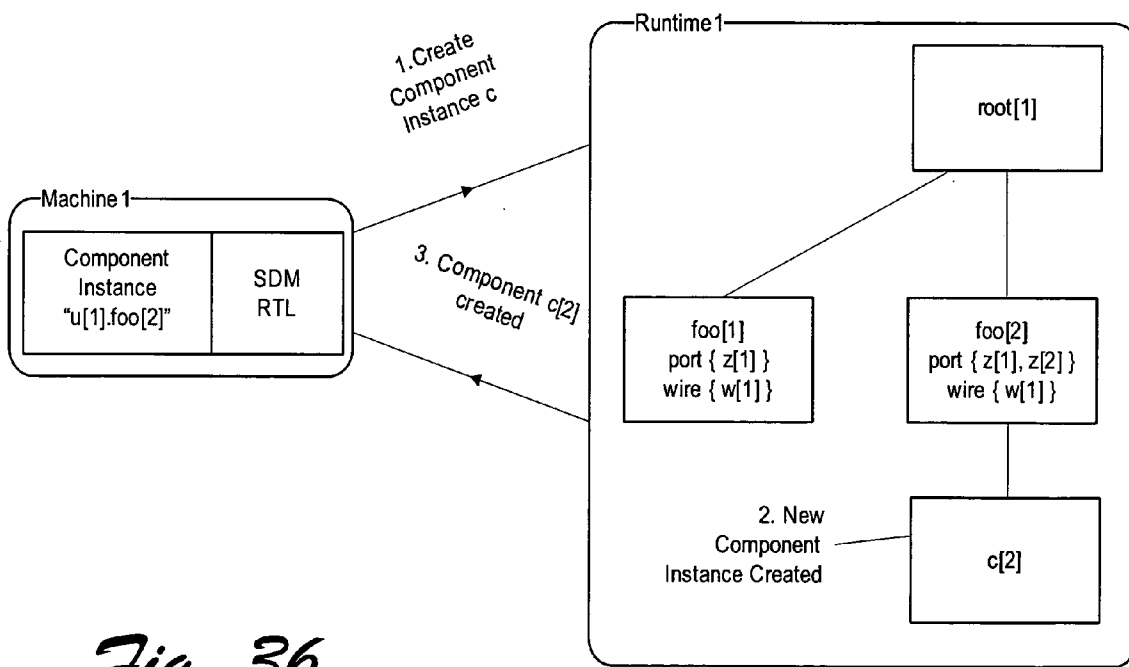 Runtime1
1.Create
Component
Instance c
root[1]
Machine1
Component
Instance
"u[1].foo[2]"
SDM
RTL
3. Component c[2]
created
foo[1]
port { z[1] }
wire { w[1] }
foo[2]
port { z[1], z[2] }
wire { w[1] }
2. New
Component
Instance Created
c[2]
Fig. 36